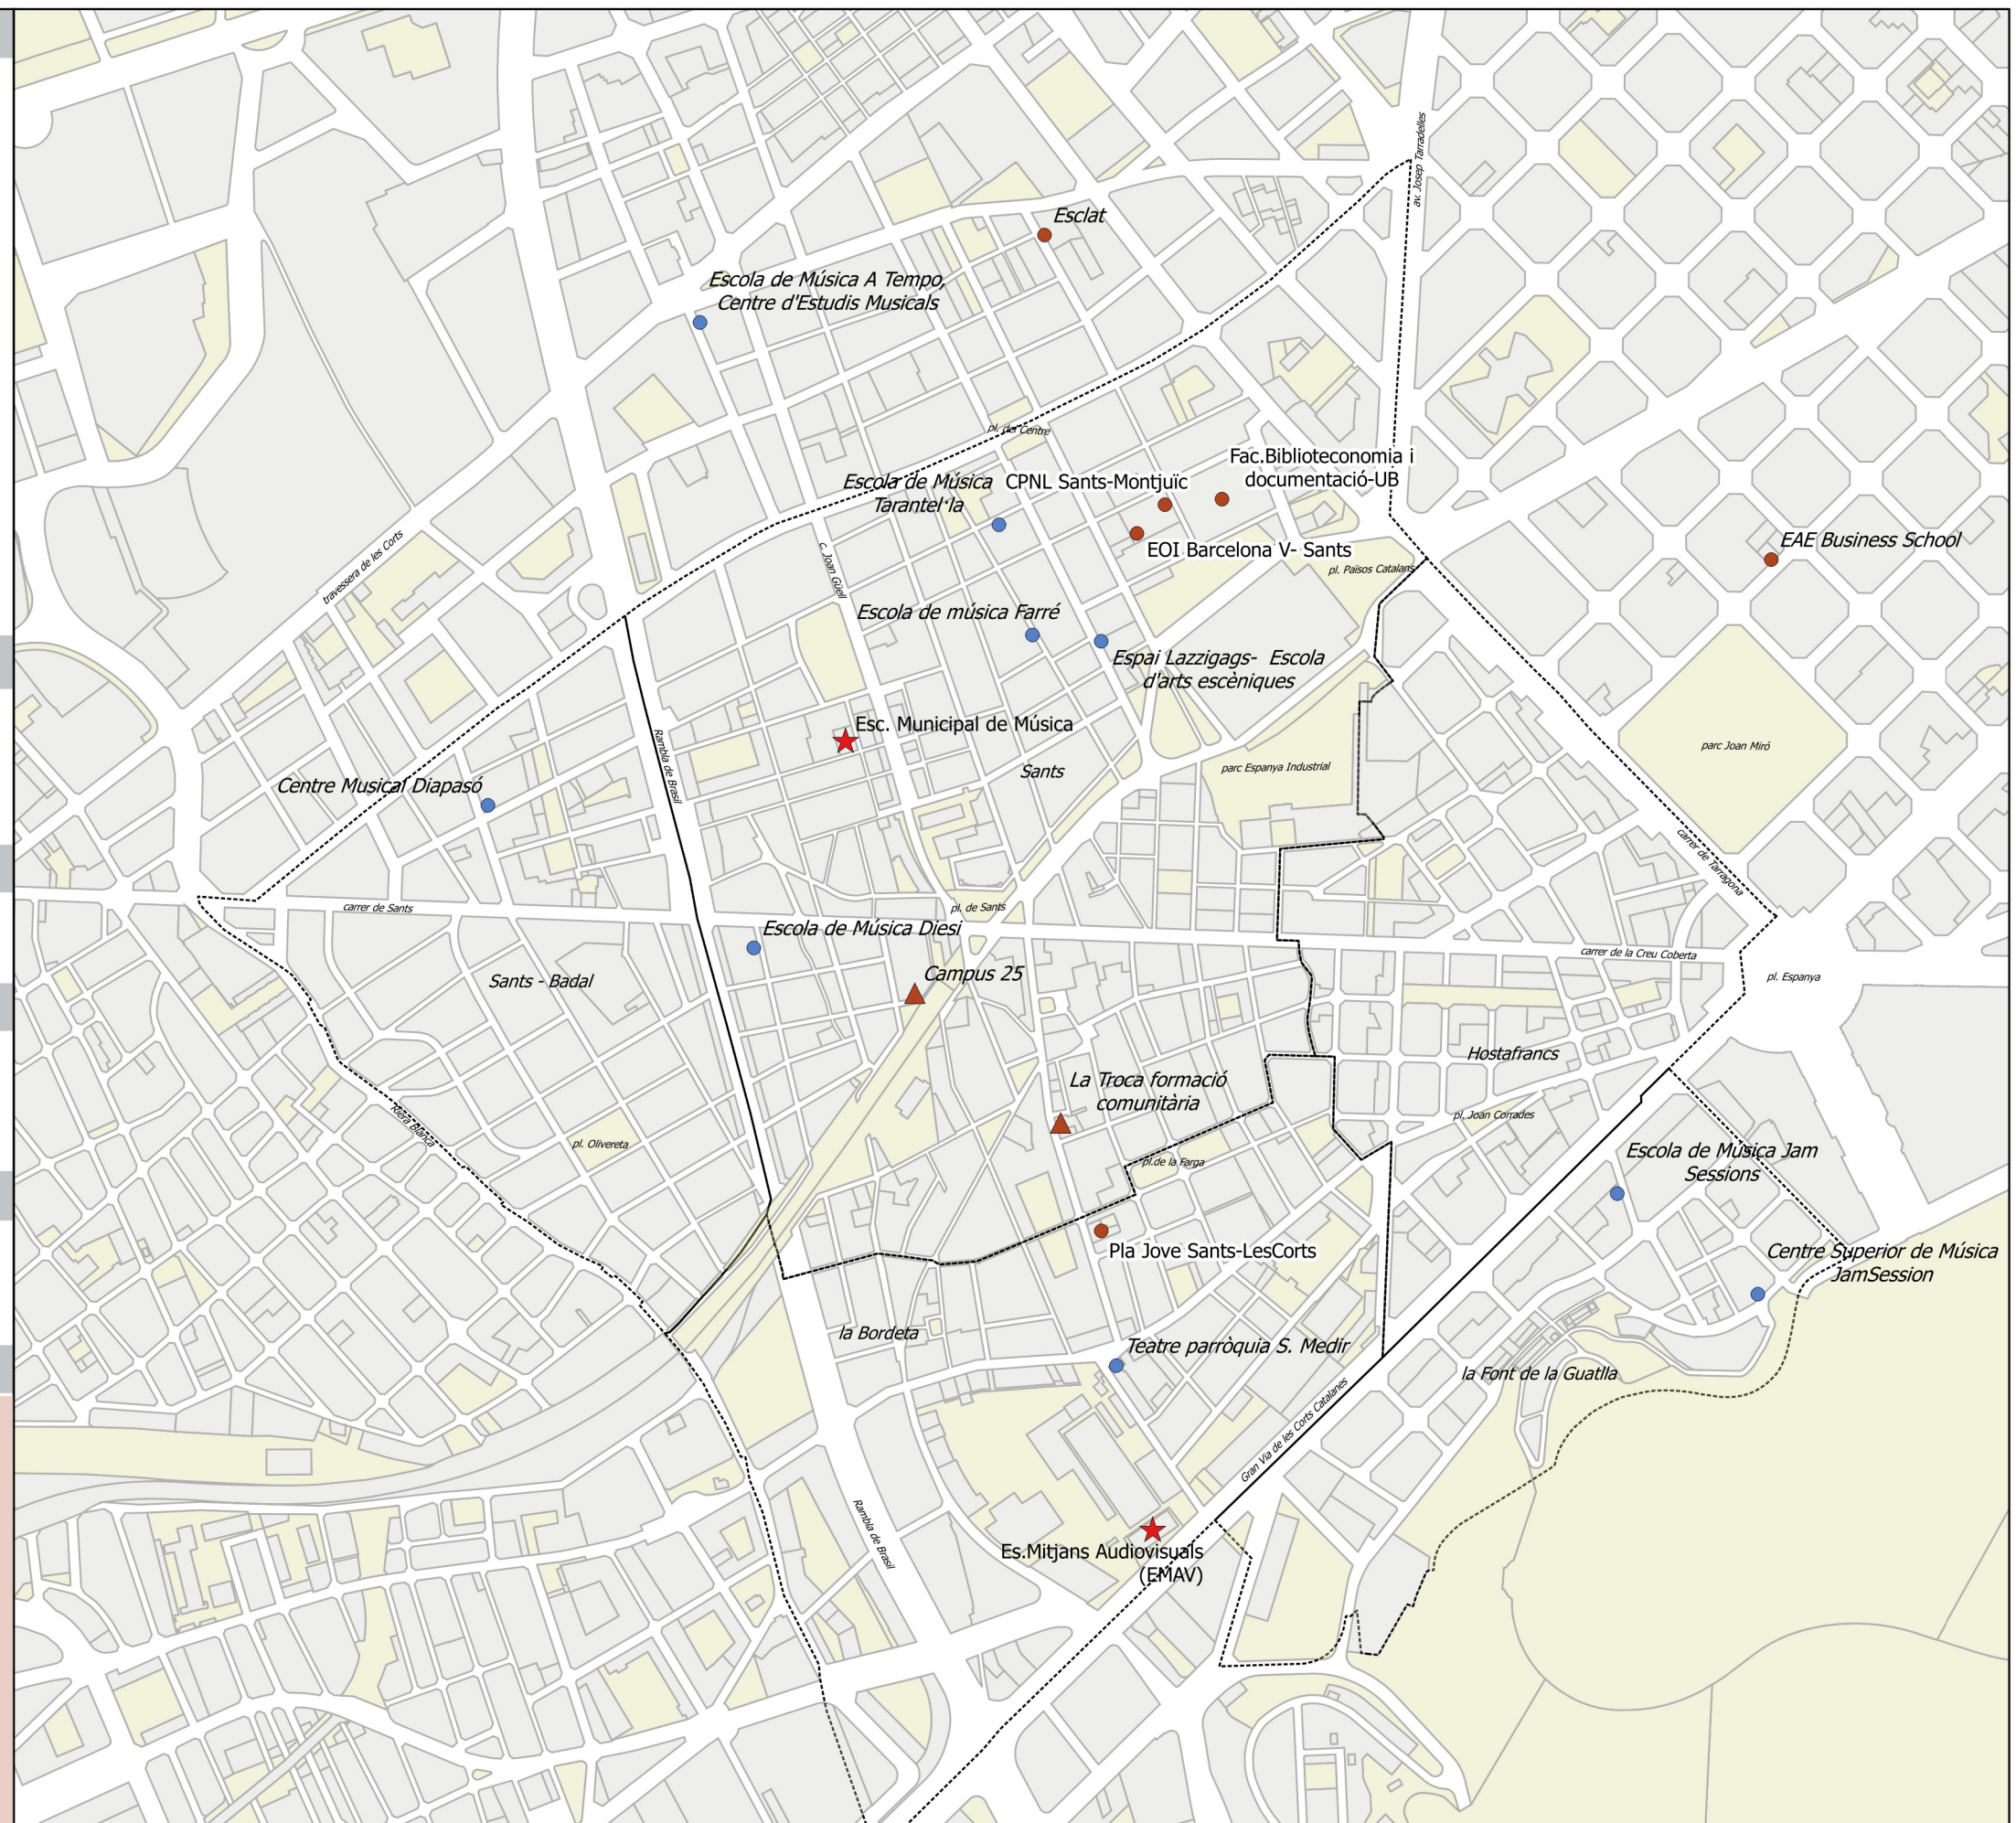 av. Josep Tarradelles
Esclat
Escola de Música A Tempo,
Centre d'Estudis Musicals
pl. del Centre
Fac.Biblioteconomia i
documentació-UB
Escola de Música
Tarantel·la
CPNL Sants-Montjuïc
EOI Barcelona V- Sants
EAE Business School
travessera de les Corts
c. Joan Güell
pl. Països Catalans
Escola de música Farré
Espai Lazzigags- Escola
d'arts escèniques
Esc. Municipal de Música
Rambla de Brasil
Sants
parc Espanya Industrial
parc Joan Miró
Centre Musical Diapasó
carrer de Tarragona
carrer de Sants
pl. de Sants
Escola de Música Diesi
carrer de la Creu Coberta
pl. Espanya
Sants - Badal
Campus 25
Hostafrancs
La Troca formació
comunitària
Riera Blanca
pl. Olivereta
pl. Joan Corrades
pl.de la Farga
Escola de Música Jam
Sessions
Pla Jove Sants-LesCorts
Centre Superior de Música
JamSession
la Bordeta
Teatre parròquia S. Medir
la Font de la Guatlla
Gran Via de les Corts Catalanes
Rambla de Brasil
Es.Mitjans Audiovisuals
(EMAV)